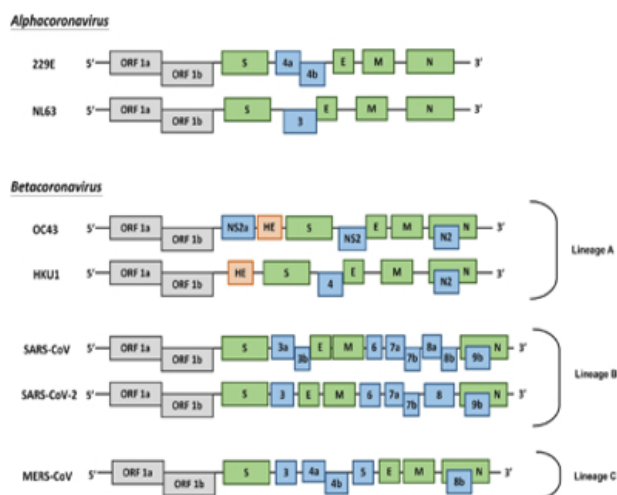 Alphacoronavirus
229E 5' ORF 1a ORF 1b S 4a 4b E M N 3'
NL63 5' ORF 1a ORF 1b S 3 E M N 3'
Betacoronavirus
OC43 5' ORF 1a ORF 1b NS2a HE S NS2 E M N2 N 3'
Lineage A
HKU1 5' ORF 1a ORF 1b HE S 4 E M N2 N 3'
SARS-CoV 5' ORF 1a ORF 1b S 3a 3b E M 6 7a 7b 8a 8b 9b N 3'
Lineage B
SARS-CoV-2 5' ORF 1a ORF 1b S 3 E M 6 7a 7b 8 9b N 3'
MERS-CoV 5' ORF 1a ORF 1b S 3 4a 4b 5 E M 8b N 3'
Lineage C